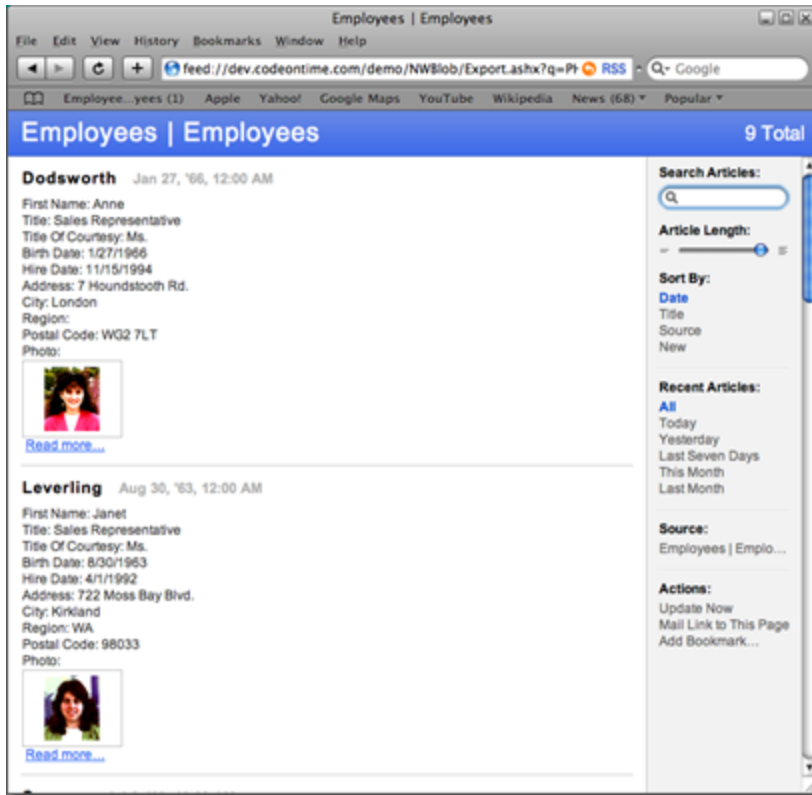 Employees | Employees
File Edit View History Bookmarks Window Help
feed://dev.codeontime.com/demo/NWBlob/Export.ashx?q=Pr RSS Google
Employee...yees (1) Apple Yahoo! Google Maps YouTube Wikipedia News (68) Popular
Employees | Employees 9 Total
Dodsworth Jan 27, '66, 12:00 AM
First Name: Anne
Title: Sales Representative
Title Of Courtesy: Ms.
Birth Date: 1/27/1966
Hire Date: 11/15/1994
Address: 7 Houndstooth Rd.
City: London
Region:
Postal Code: WG2 7LT
Photo:
Read more...
Leverling Aug 30, '63, 12:00 AM
First Name: Janet
Title: Sales Representative
Title Of Courtesy: Ms.
Birth Date: 8/30/1963
Hire Date: 4/1/1992
Address: 722 Moss Bay Blvd.
City: Kirkland
Region: WA
Postal Code: 98033
Photo:
Read more...
Search Articles:
Article Length:
Sort By:
Date
Title
Source
New
Recent Articles:
All
Today
Yesterday
Last Seven Days
This Month
Last Month
Source:
Employees | Emplo...
Actions:
Update Now
Mail Link to This Page
Add Bookmark...